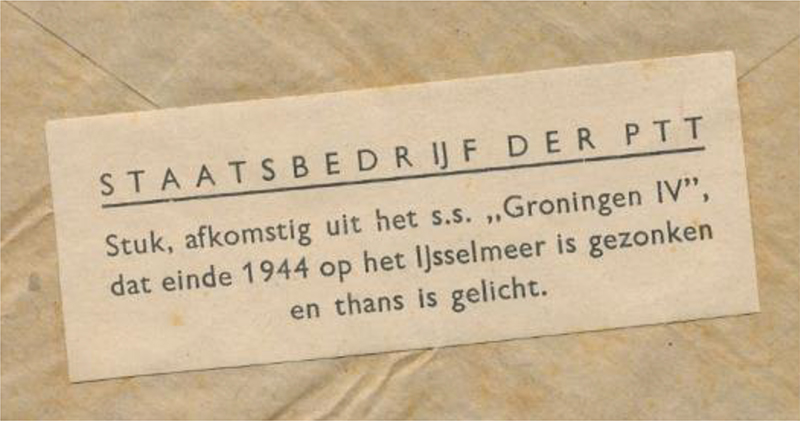 STAATSBEDRIJF DER PTT
Stuk, afkomstig uit het s.s. „Groningen IV”,
dat einde 1944 op het IJsselmeer is gezonken
en thans is gelicht.